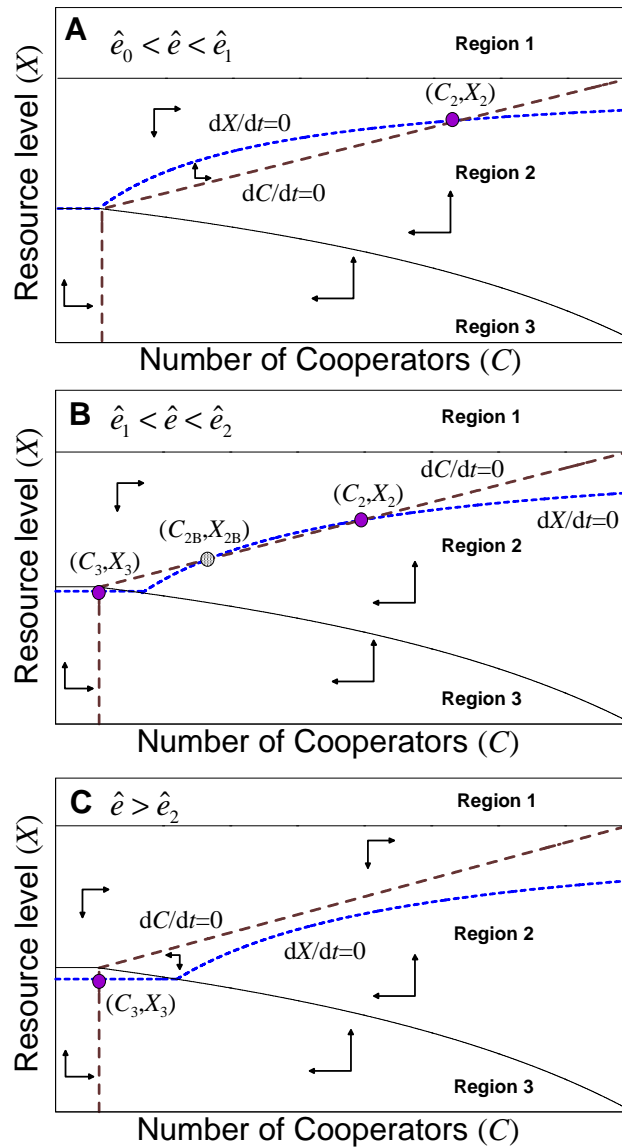 A
ê₀ < ê < ê₁
Region 1
(C₂,X₂)
dX/dt=0
Region 2
dC/dt=0
Region 3
Resource level (X)
Number of Cooperators (C)
B
ê₁ < ê < ê₂
Region 1
dC/dt=0
(C₂,X₂)
(C₂B,X₂B)
dX/dt=0
Region 2
(C₃,X₃)
Region 3
Resource level (X)
Number of Cooperators (C)
C
ê > ê₂
Region 1
dC/dt=0
dX/dt=0
Region 2
(C₃,X₃)
Region 3
Resource level (X)
Number of Cooperators (C)